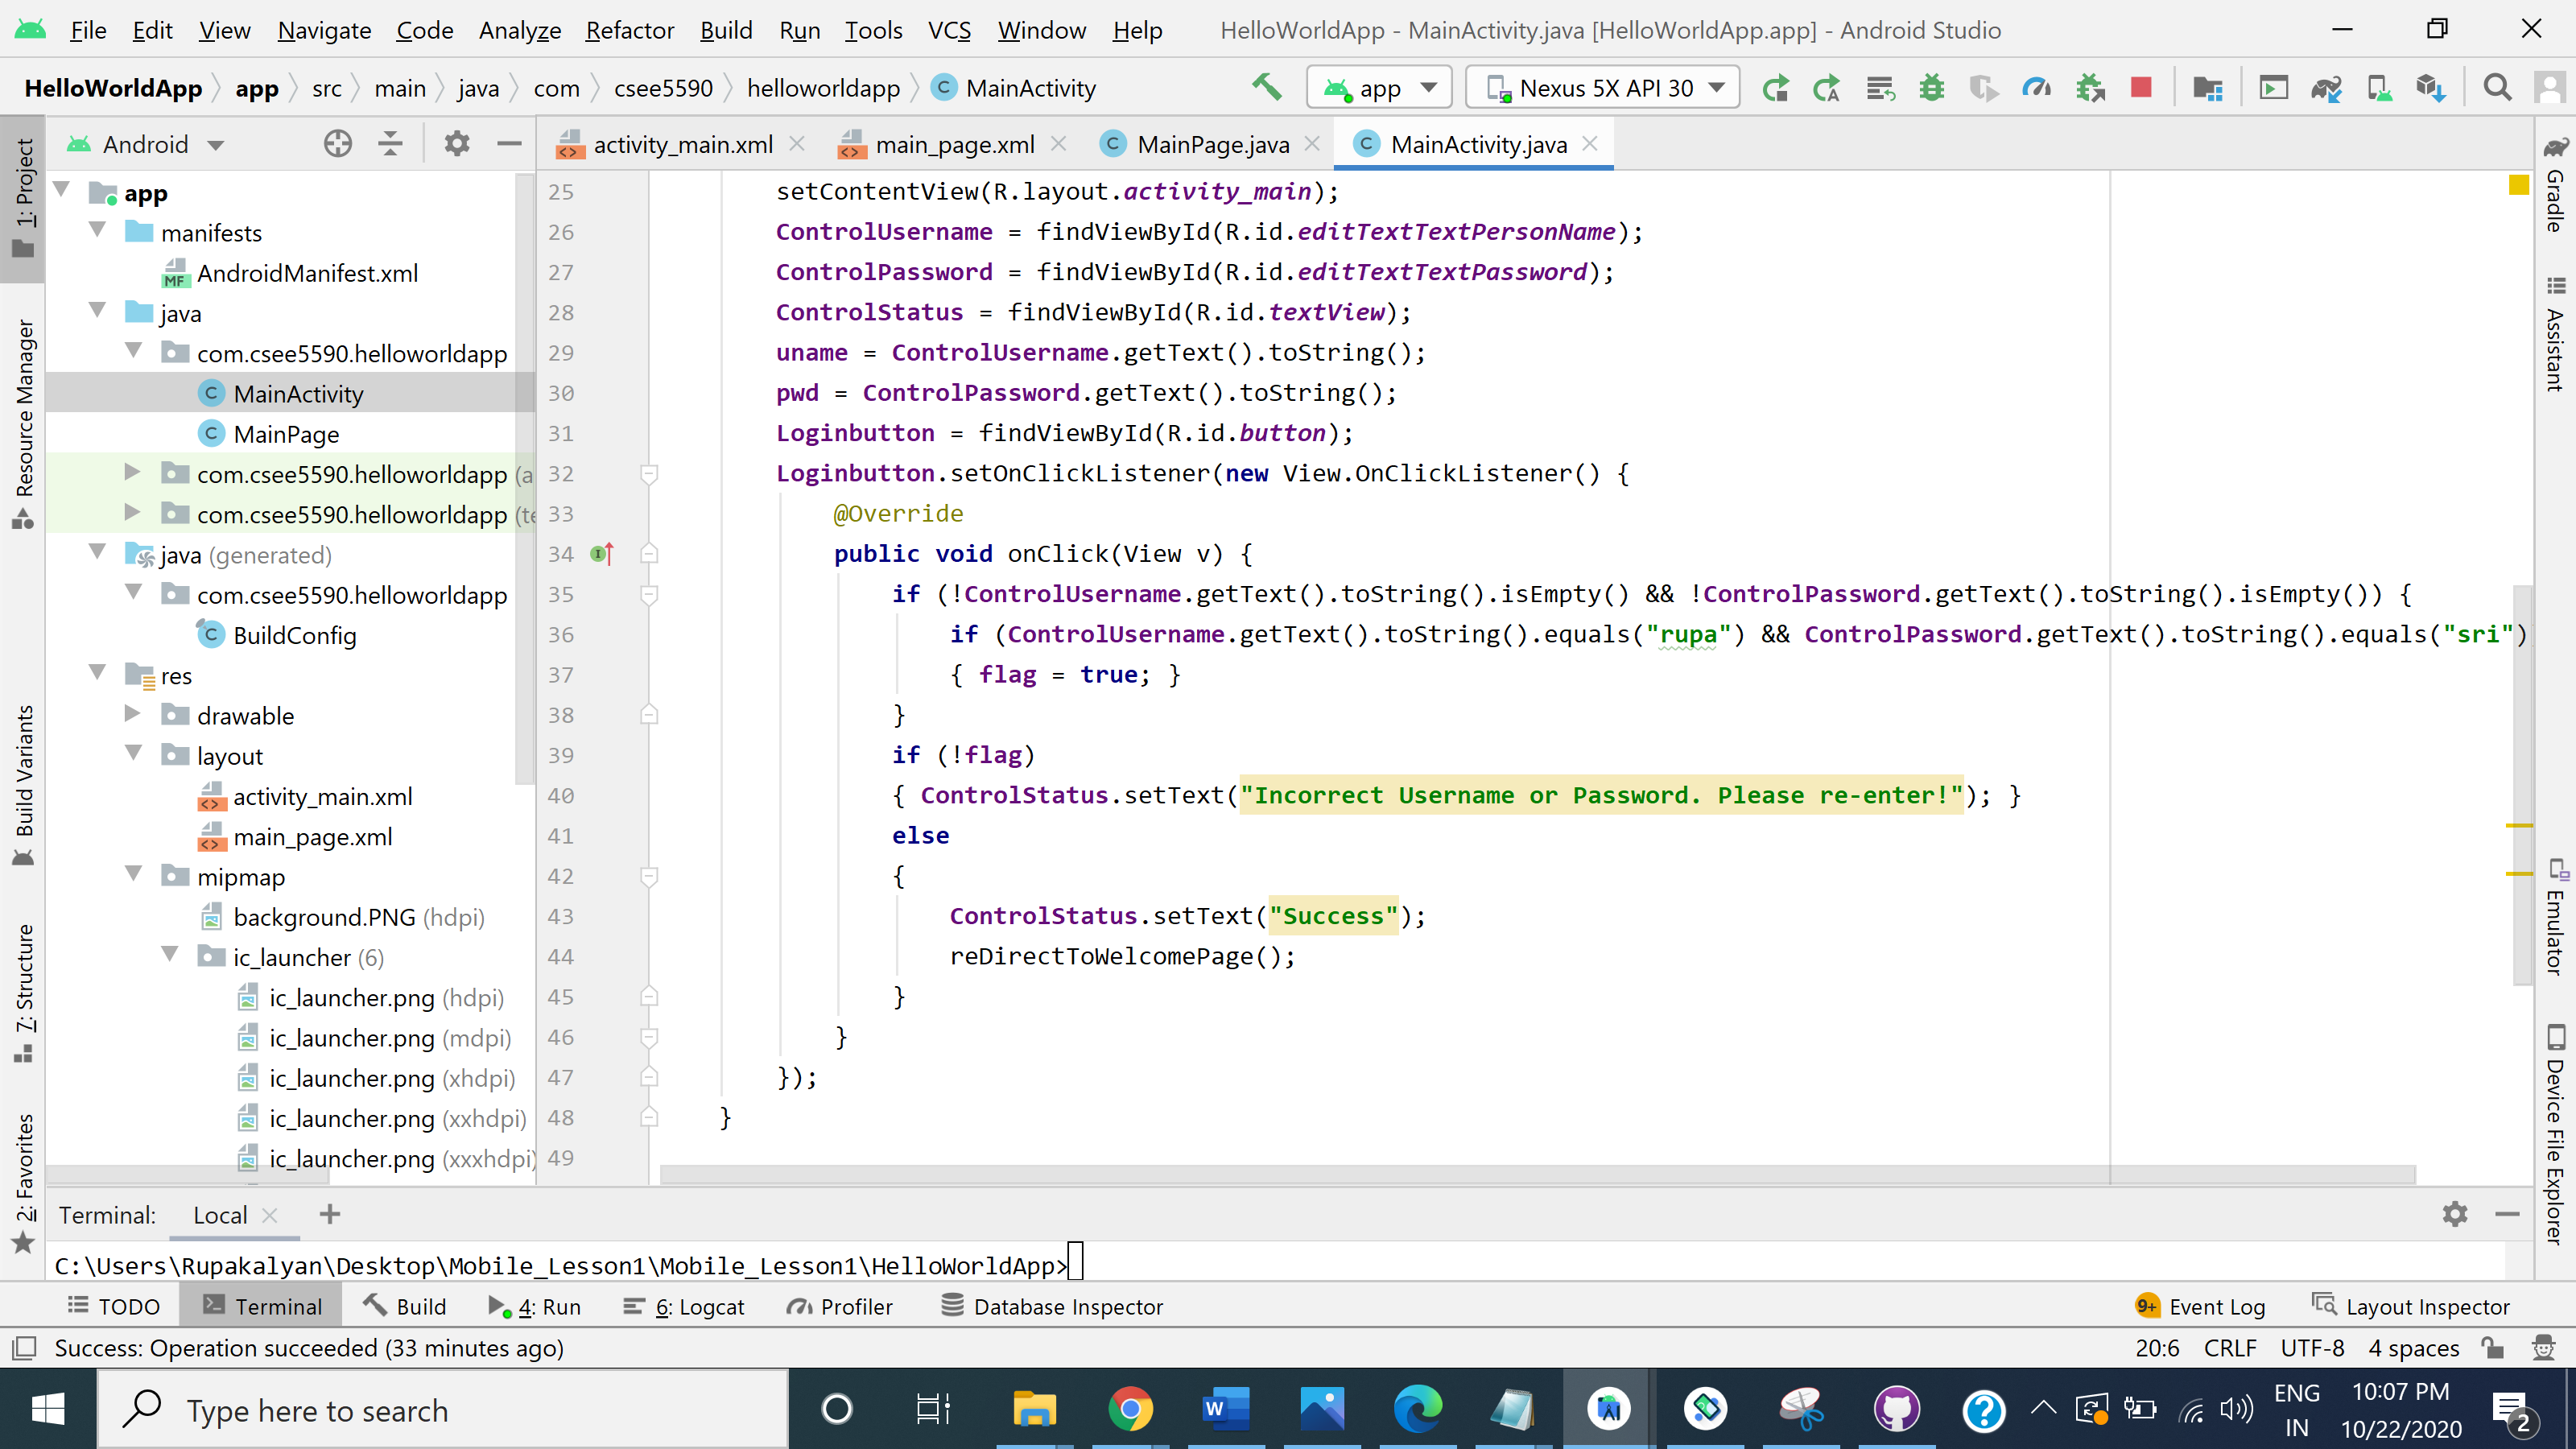 File Edit View Navigate Code Analyze Refactor Build Run Tools VCS Window Help HelloWorldApp - MainActivity.java [HelloWorldApp.app] - Android Studio
HelloWorldApp app src main java com csee5590 helloworldapp C MainActivity app Nexus 5X API 30
1: Project
Resource Manager
Build Variants
7: Structure
2: Favorites
Android
app
manifests
AndroidManifest.xml
java
com.csee5590.helloworldapp
MainActivity
MainPage
com.csee5590.helloworldapp (a
com.csee5590.helloworldapp (te
java (generated)
com.csee5590.helloworldapp
BuildConfig
res
drawable
layout
activity_main.xml
main_page.xml
mipmap
background.PNG (hdpi)
ic_launcher (6)
ic_launcher.png (hdpi)
ic_launcher.png (mdpi)
ic_launcher.png (xhdpi)
ic_launcher.png (xxhdpi)
ic_launcher.png (xxxhdpi)
activity_main.xml main_page.xml MainPage.java MainActivity.java
25 setContentView(R.layout.activity_main);
26 ControlUsername = findViewById(R.id.editTextTextPersonName);
27 ControlPassword = findViewById(R.id.editTextTextPassword);
28 ControlStatus = findViewById(R.id.textView);
29 uname = ControlUsername.getText().toString();
30 pwd = ControlPassword.getText().toString();
31 Loginbutton = findViewById(R.id.button);
32 Loginbutton.setOnClickListener(new View.OnClickListener() {
33 @Override
34 public void onClick(View v) {
35 if (!ControlUsername.getText().toString().isEmpty() && !ControlPassword.getText().toString().isEmpty()) {
36 if (ControlUsername.getText().toString().equals("rupa") && ControlPassword.getText().toString().equals("sri")
37 { flag = true; }
38 }
39 if (!flag)
40 { ControlStatus.setText("Incorrect Username or Password. Please re-enter!"); }
41 else
42 {
43 ControlStatus.setText("Success");
44 reDirectToWelcomePage();
45 }
46 }
47 });
48 }
49
Gradle
Assistant
Emulator
Device File Explorer
Terminal: Local
C:\Users\Rupakalyan\Desktop\Mobile_Lesson1\Mobile_Lesson1\HelloWorldApp>
TODO Terminal Build 4: Run 6: Logcat Profiler Database Inspector 9+ Event Log Layout Inspector
Success: Operation succeeded (33 minutes ago) 20:6 CRLF UTF-8 4 spaces
Type here to search
ENG
IN
10:07 PM
10/22/2020
2